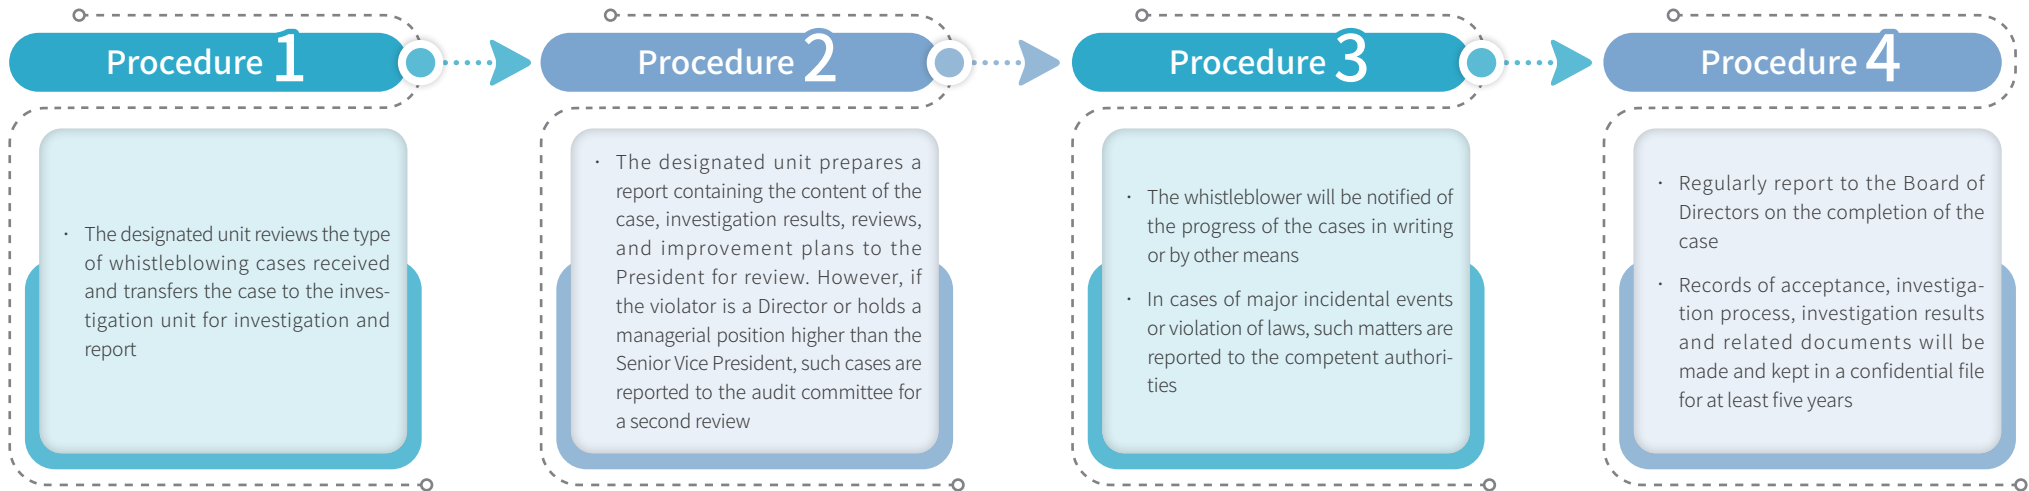 Procedure 1
· The designated unit reviews the type
of whistleblowing cases received
and transfers the case to the inves-
tigation unit for investigation and
report
Procedure 2
· The designated unit prepares a
report containing the content of the
case, investigation results, reviews,
and improvement plans to the
President for review. However, if
the violator is a Director or holds a
managerial position higher than the
Senior Vice President, such cases are
reported to the audit committee for
a second review
Procedure 3
· The whistleblower will be notified of
the progress of the cases in writing
or by other means
· In cases of major incidental events
or violation of laws, such matters are
reported to the competent authori-
ties
Procedure 4
· Regularly report to the Board of
Directors on the completion of the
case
· Records of acceptance, investiga-
tion process, investigation results
and related documents will be
made and kept in a confidential file
for at least five years